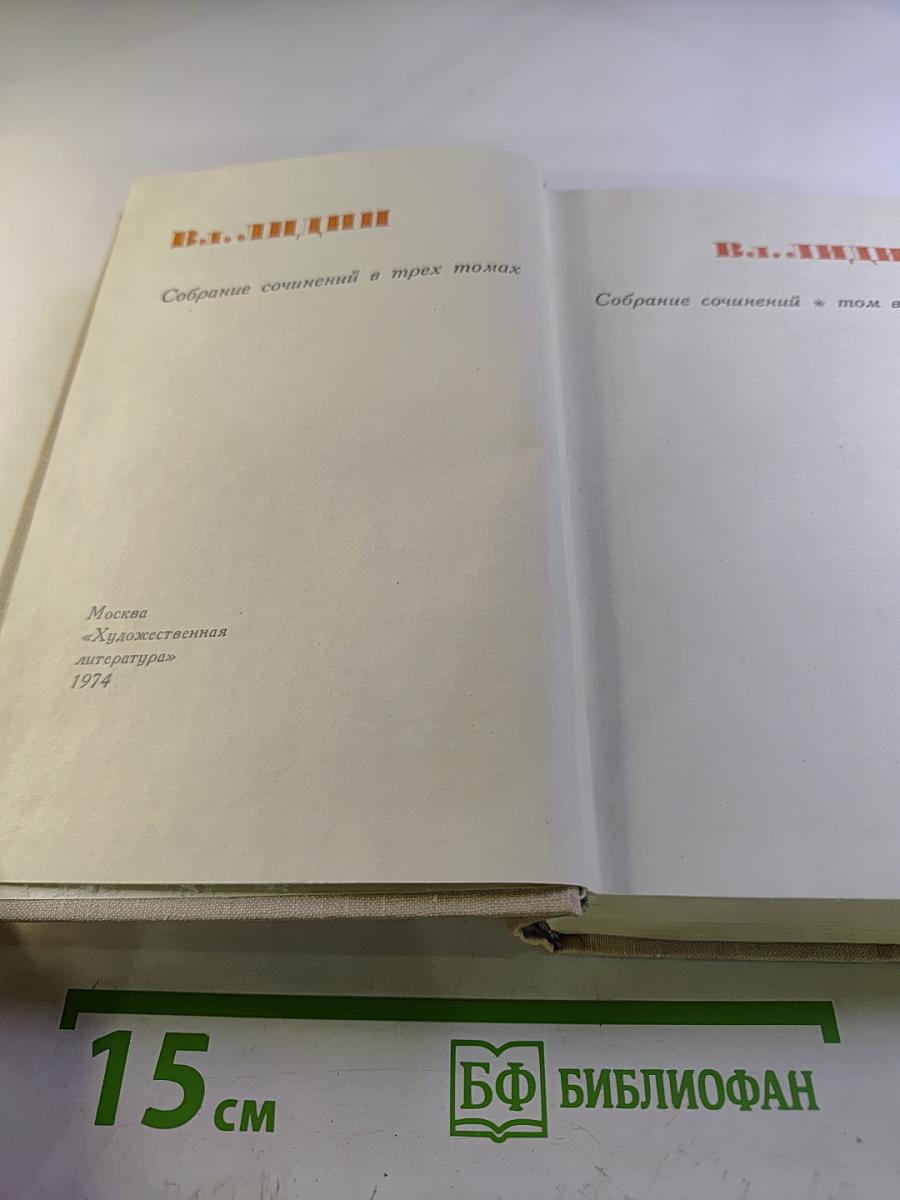 Вл. ЛИДИН
Собрание сочинений в трех томах
Москва
«Художественная
литература»
1974
Вл. ЛИДИ
Собрание сочинений * том в
15 см
БФ БИБЛИОФАН